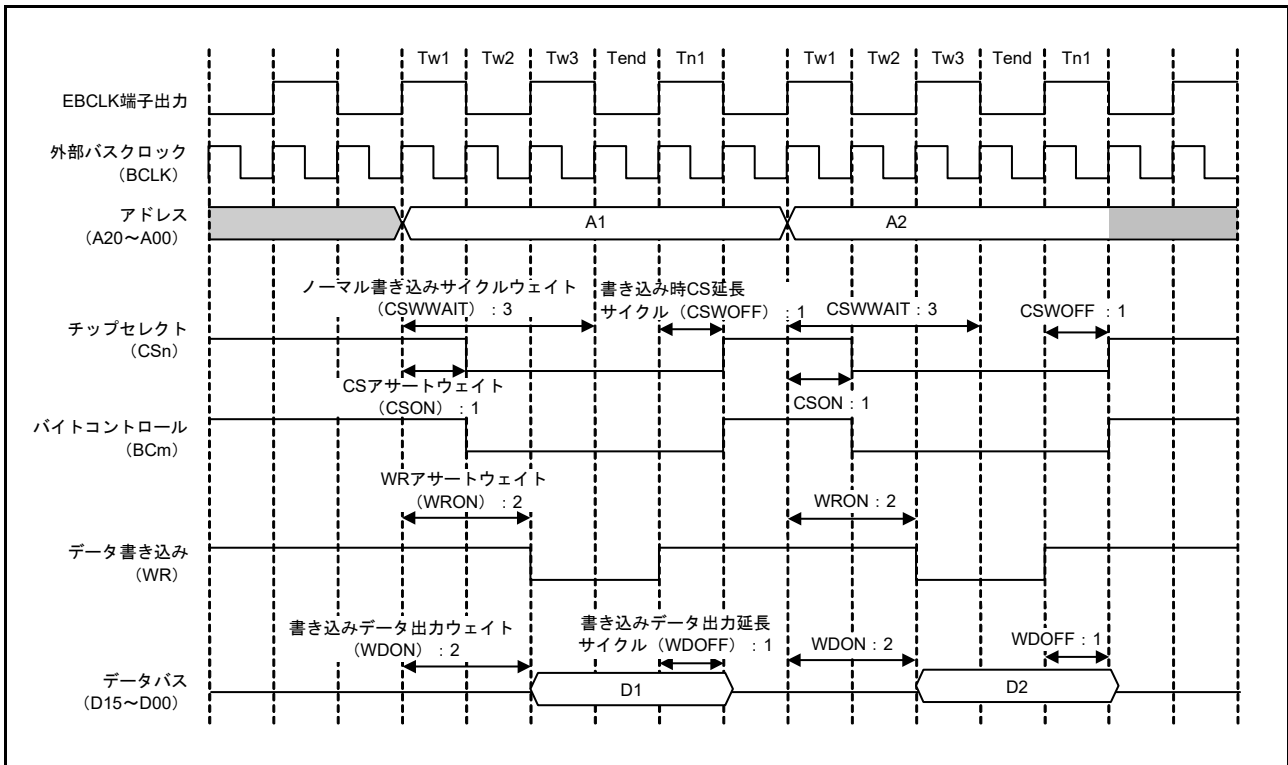 Tw1 Tw2 Tw3 Tend Tn1 Tw1 Tw2 Tw3 Tend Tn1
EBCLK端子出力
外部バスクロック
（BCLK）
アドレス
（A20～A00）
A1 A2
ノーマル書き込みサイクルウェイト
（CSWWAIT）：3
書き込み時CS延長
サイクル（CSWOFF）：1
CSWWAIT：3
CSWOFF：1
チップセレクト
（CSn）
CSアサートウェイト
（CSON）：1
CSON：1
バイトコントロール
（BCm）
WRアサートウェイト
（WRON）：2
WRON：2
データ書き込み
（WR）
書き込みデータ出力ウェイト
（WDON）：2
書き込みデータ出力延長
サイクル（WDOFF）：1
WDON：2
WDOFF：1
データバス
（D15～D00）
D1 D2